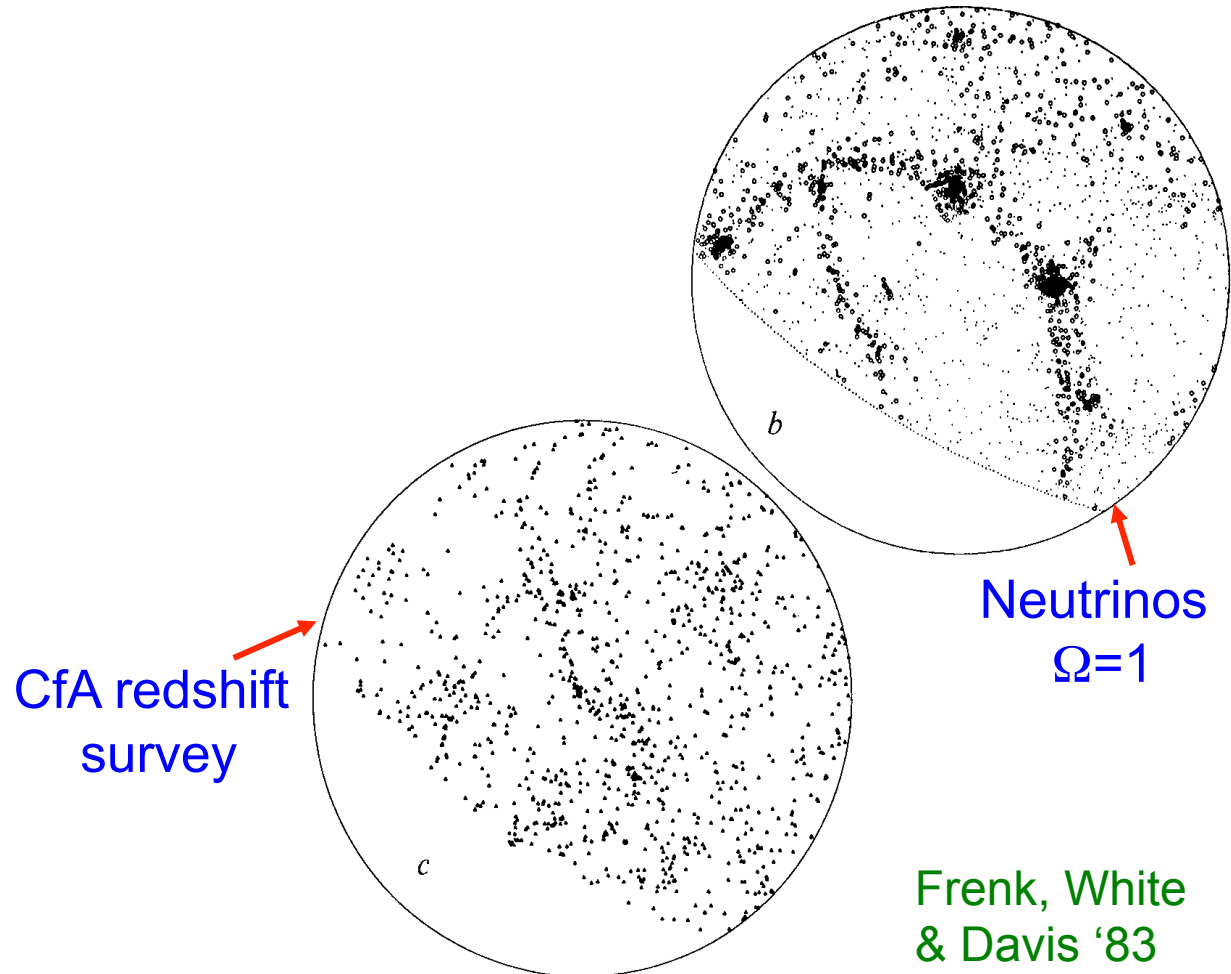 b
Neutrinos
Ω=1
CfA redshift
survey
c
Frenk, White
& Davis ‘83